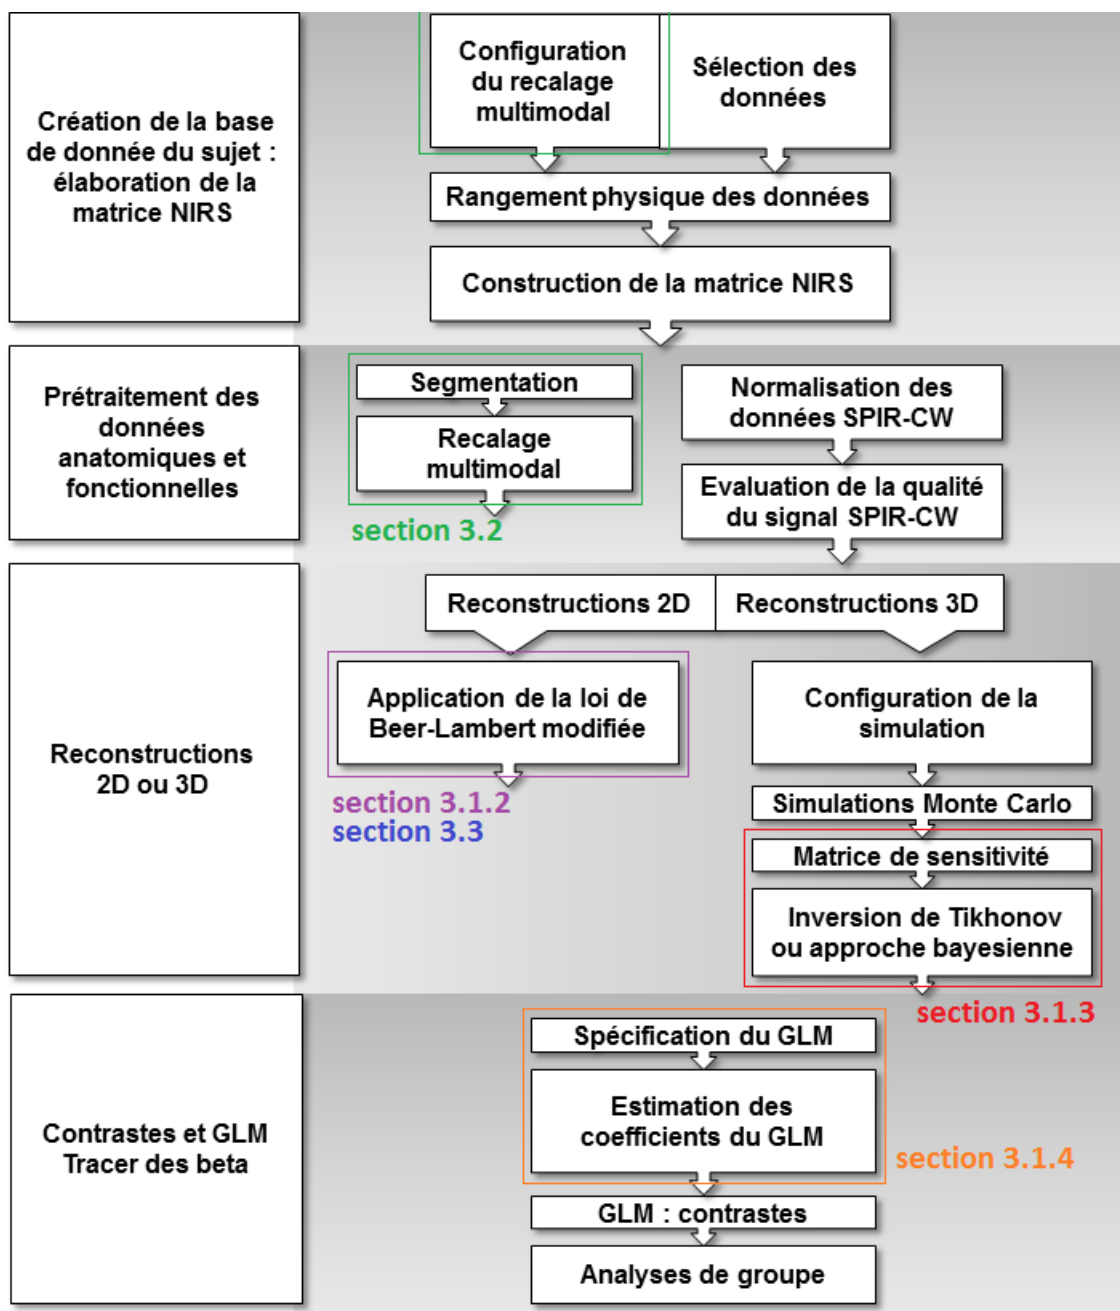 Création de la base
de donnée du sujet :
élaboration de la
matrice NIRS
Configuration
du recalage
multimodal
Sélection des
données
Rangement physique des données
Construction de la matrice NIRS
Prétraitement des
données
anatomiques et
fonctionnelles
Segmentation
Recalage
multimodal
section 3.2
Normalisation des
données SPIR-CW
Evaluation de la qualité
du signal SPIR-CW
Reconstructions
2D ou 3D
Reconstructions 2D
Reconstructions 3D
Application de la loi de
Beer-Lambert modifiée
section 3.1.2
section 3.3
Configuration de la
simulation
Simulations Monte Carlo
Matrice de sensitivité
Inversion de Tikhonov
ou approche bayesienne
section 3.1.3
Contrastes et GLM
Tracer des beta
Spécification du GLM
Estimation des
coefficients du GLM
section 3.1.4
GLM : contrastes
Analyses de groupe